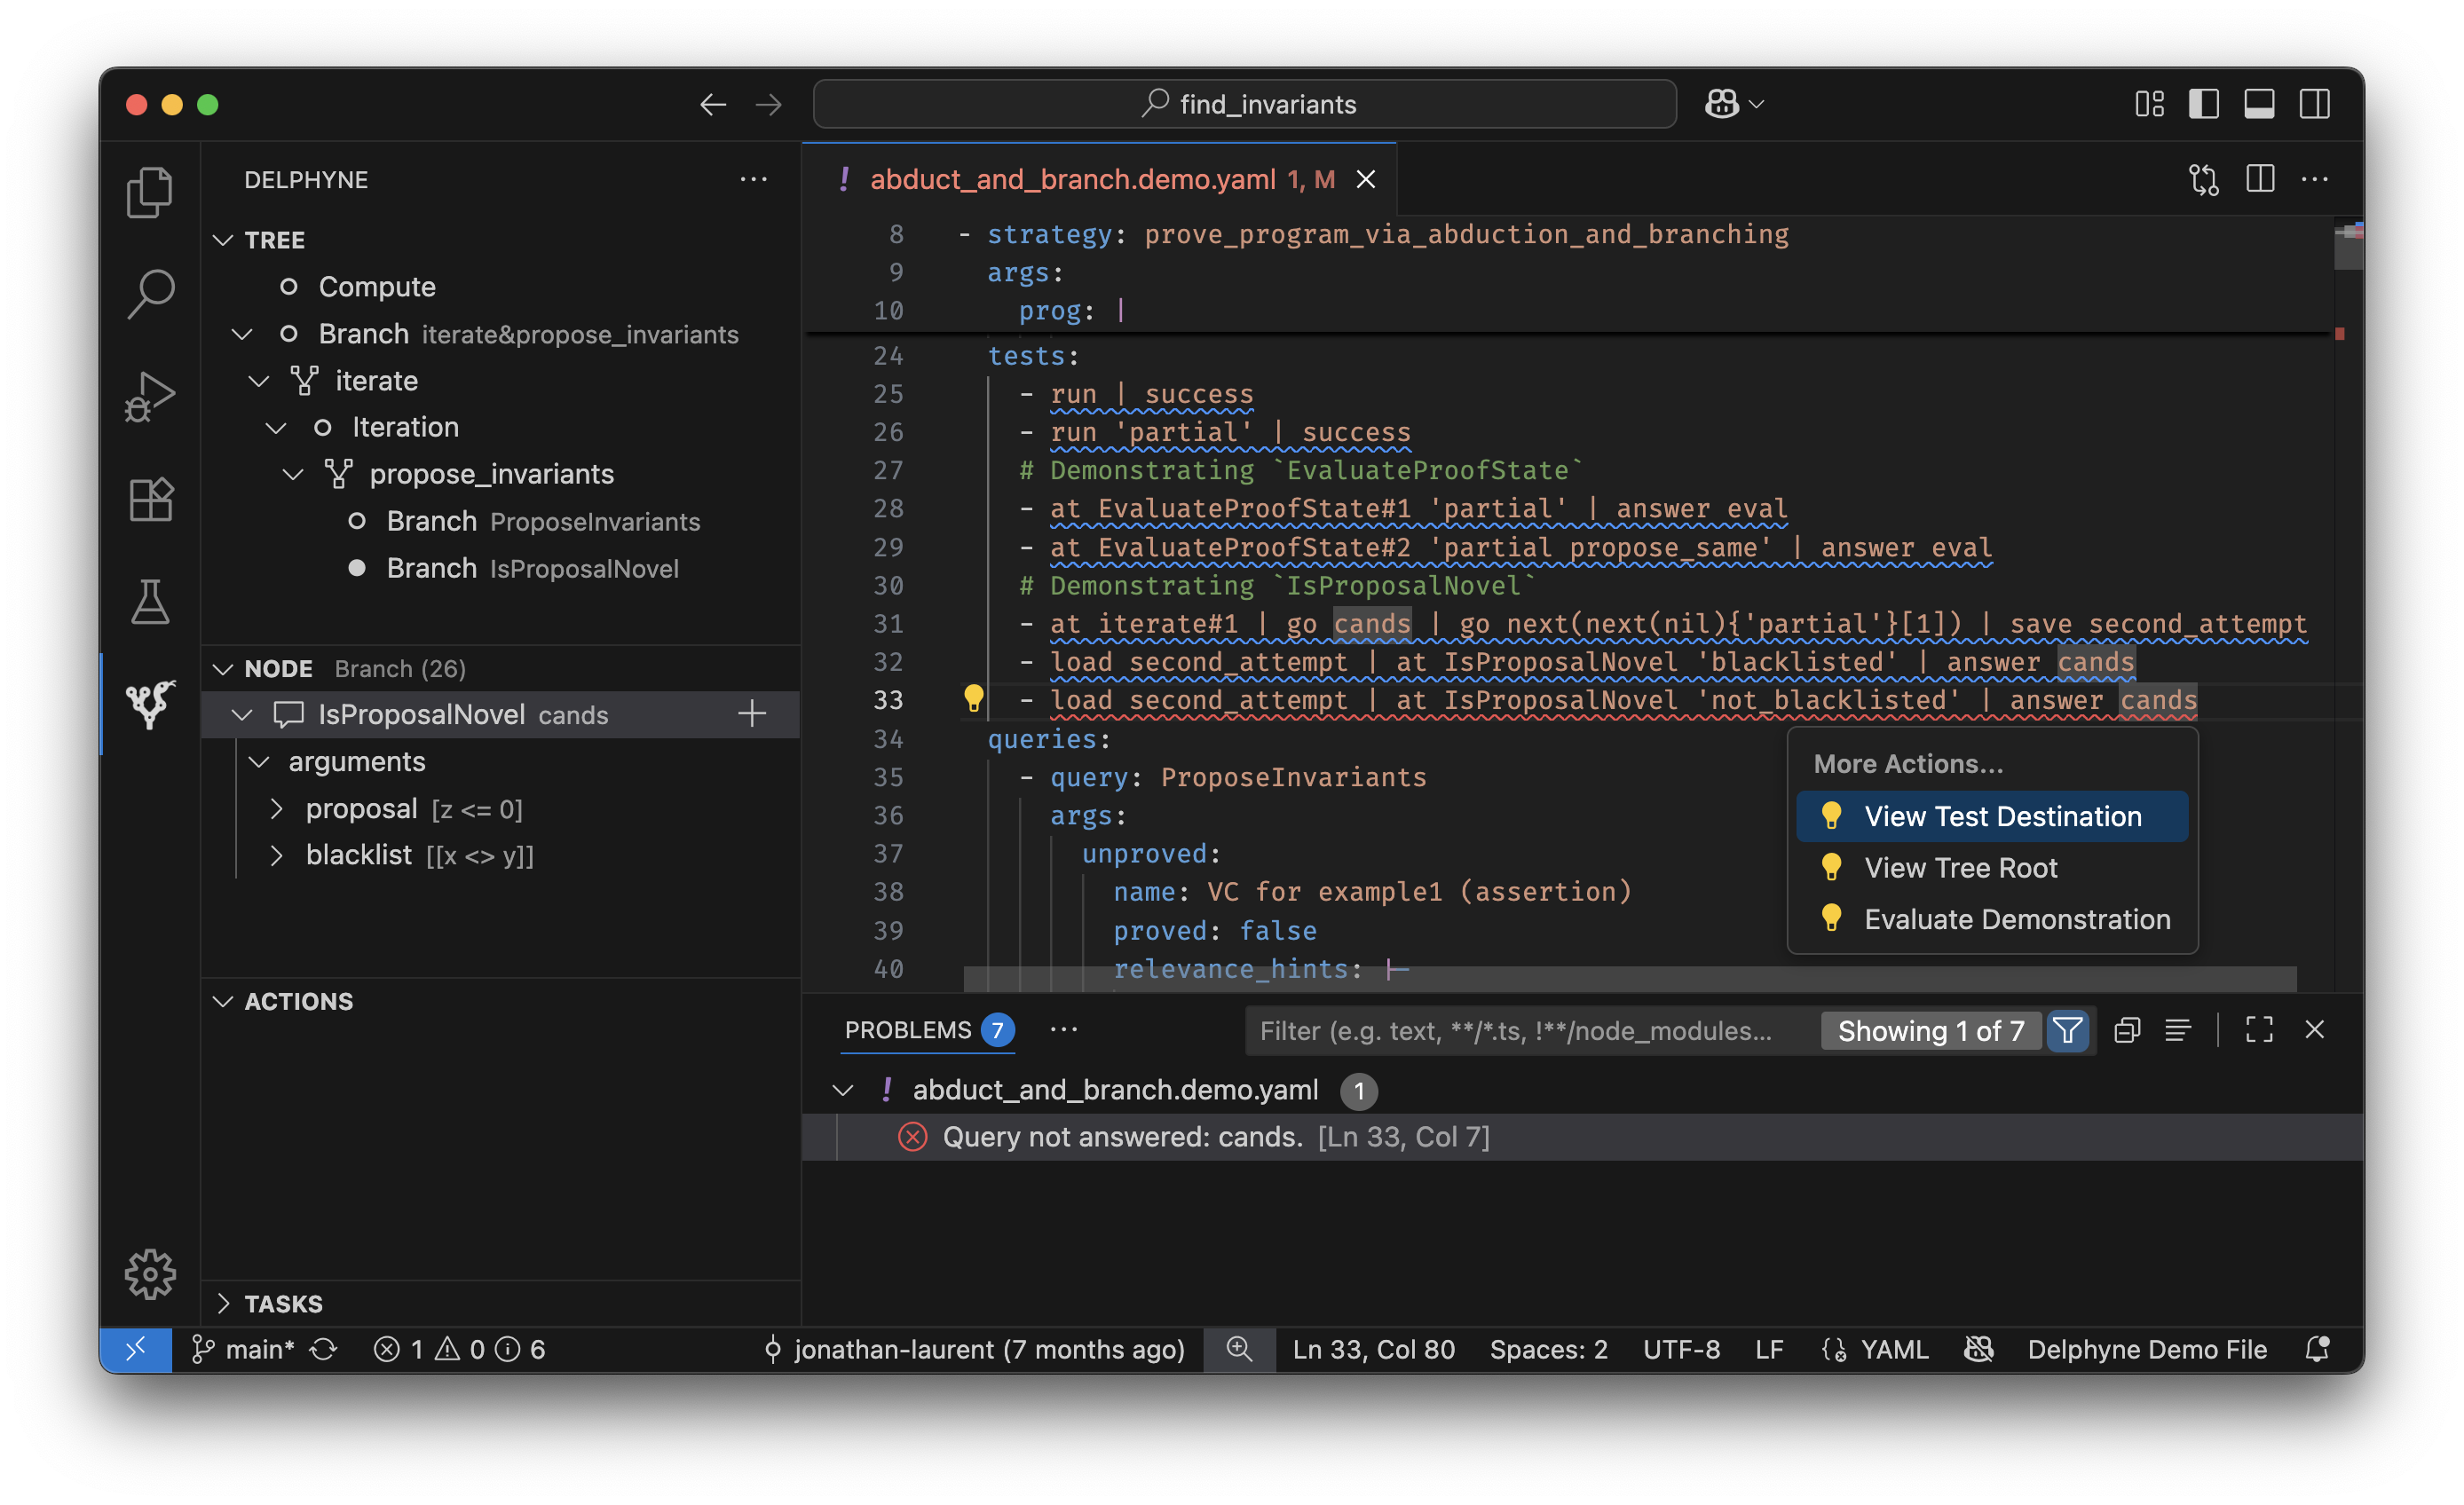 find_invariants
DELPHYNE
TREE
Compute
Branch iterate&propose_invariants
iterate
Iteration
propose_invariants
Branch ProposeInvariants
Branch IsProposalNovel
NODE Branch (26)
IsProposalNovel cands
arguments
proposal [z <= 0]
blacklist [[x <> y]]
ACTIONS
TASKS
! abduct_and_branch.demo.yaml 1, M
8 - strategy: prove_program_via_abduction_and_branching
9 args:
10 prog: |
24 tests:
25 - run | success
26 - run 'partial' | success
27 # Demonstrating `EvaluateProofState`
28 - at EvaluateProofState#1 'partial' | answer eval
29 - at EvaluateProofState#2 'partial propose_same' | answer eval
30 # Demonstrating `IsProposalNovel`
31 - at iterate#1 | go cands | go next(next(nil){'partial'}[1]) | save second_attempt
32 - load second_attempt | at IsProposalNovel 'blacklisted' | answer cands
33 - load second_attempt | at IsProposalNovel 'not_blacklisted' | answer cands
34 queries:
35 - query: ProposeInvariants
36 args:
37 unproved:
38 name: VC for example1 (assertion)
39 proved: false
40 relevance_hints: |-
More Actions...
View Test Destination
View Tree Root
Evaluate Demonstration
PROBLEMS 7
Filter (e.g. text, **/*.ts, !**/node_modules...
Showing 1 of 7
! abduct_and_branch.demo.yaml 1
Query not answered: cands. [Ln 33, Col 7]
main* 1 0 6 jonathan-laurent (7 months ago) Ln 33, Col 80 Spaces: 2 UTF-8 LF YAML Delphyne Demo File